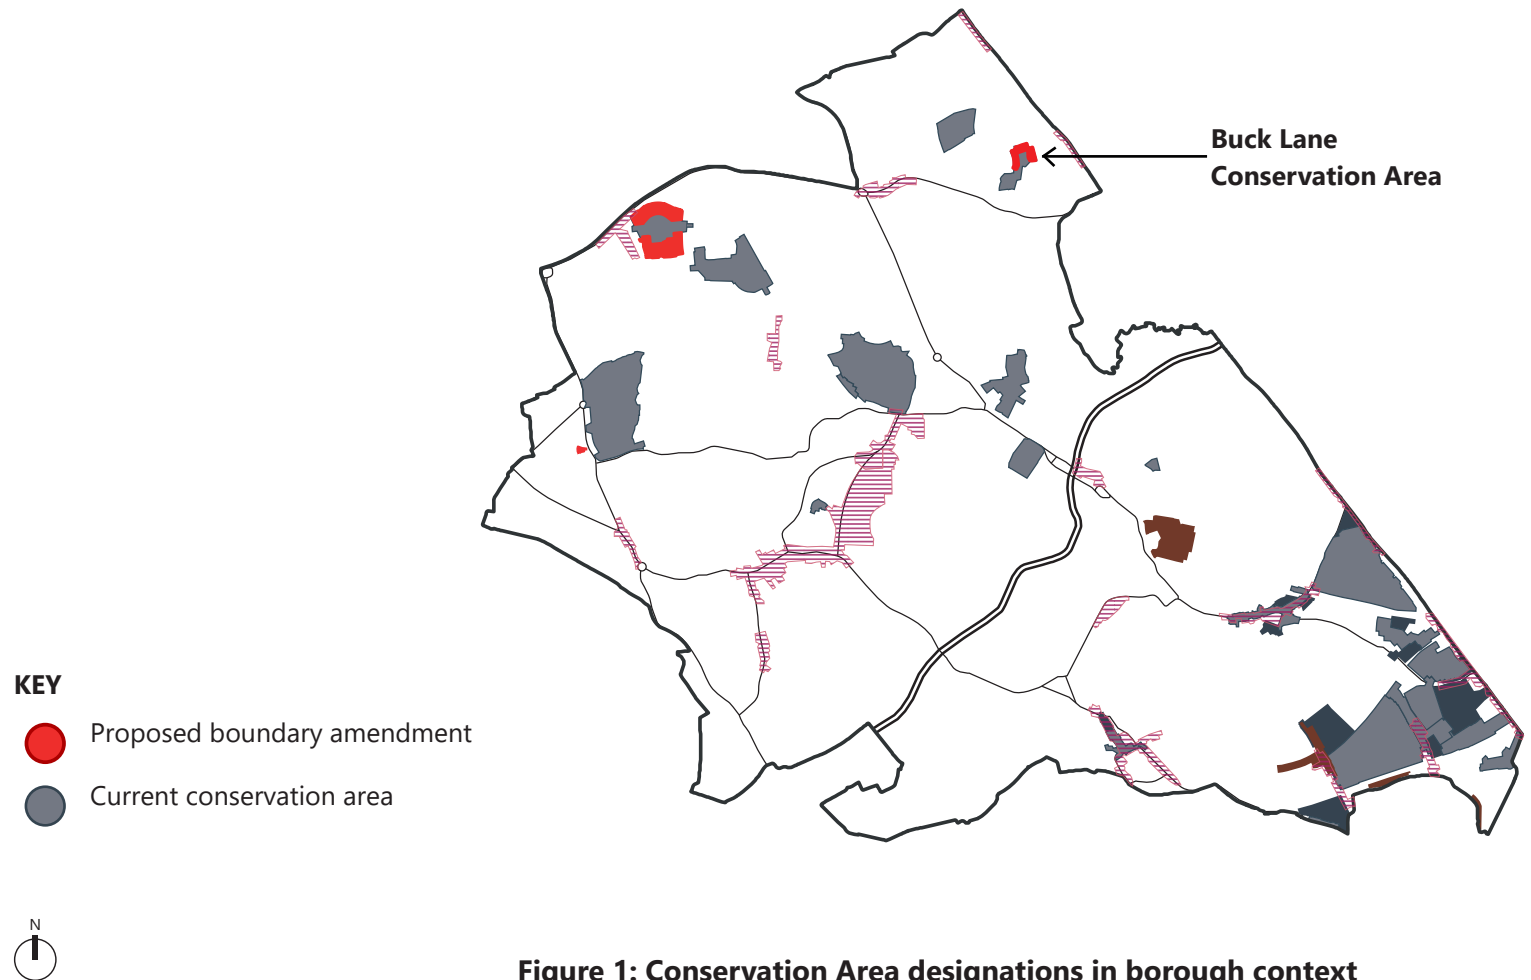 Buck Lane
Conservation Area
KEY
Proposed boundary amendment
Current conservation area
N
Figure 1: Conservation Area designations in borough context